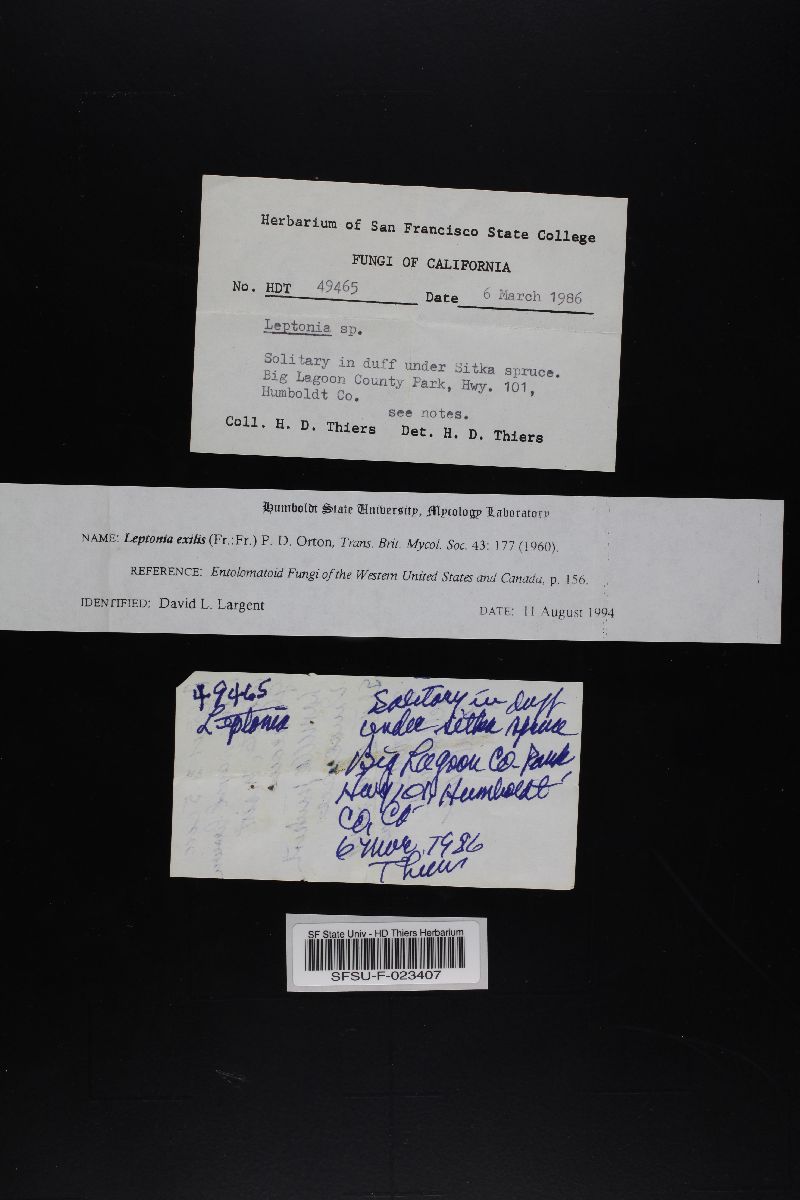 Herbarium of San Francisco State College
FUNGI OF CALIFORNIA
No. HDT 49465 Date 6 March 1986
Leptonia sp.
Solitary in duff under Sitka spruce.
Big Lagoon County Park, Hwy. 101,
Humboldt Co.
see notes.
Coll. H. D. Thiers Det. H. D. Thiers
Humboldt State University, Mycology Laboratory
NAME: Leptonia exilis (Fr.:Fr.) P. D. Orton, Trans. Brit. Mycol. Soc. 43: 177 (1960).
REFERENCE: Entolomatoid Fungi of the Western United States and Canada, p. 156.
IDENTIFIED: David L. Largent DATE: 11 August 1994
49465
Leptonia
Solitary in duff
under sitka spruce
Big Lagoon Co Park
Hwy 101 Humboldt
Co, Ca
6 Mar 1986
Thiers
SF State Univ - HD Thiers Herbarium
SFSU-F-023407